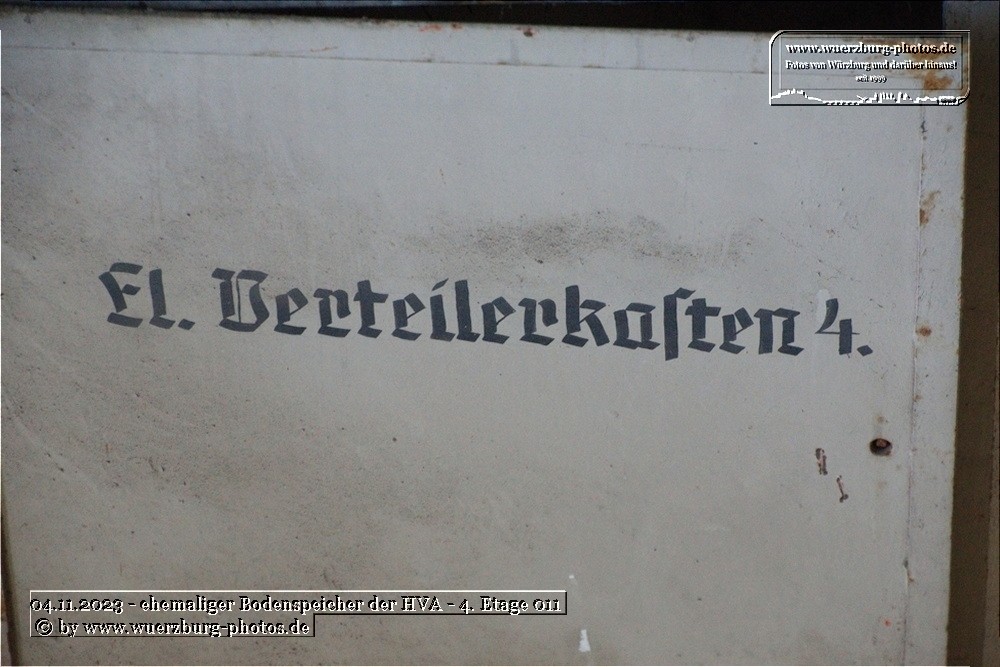 www.wuerzburg-photos.de
Fotos von Würzburg und darüber hinaus!
seit 1999
El. Verteilerkaſten 4.
04.11.2023 - ehemaliger Bodenspeicher der HVA - 4. Etage 011
© by www.wuerzburg-photos.de